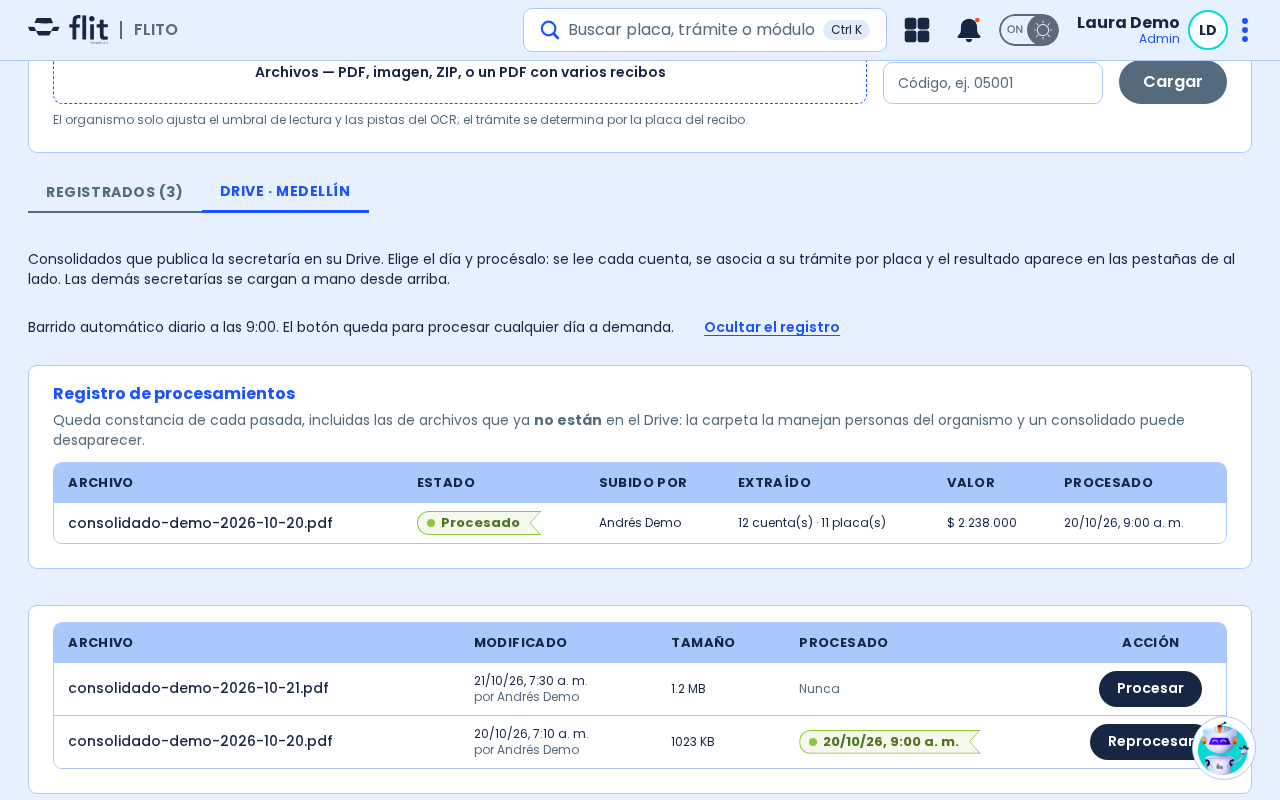 flit
FLITO
Buscar placa, trámite o módulo
Ctrl K
ON
Laura Demo
Admin
LD
Archivos — PDF, imagen, ZIP, o un PDF con varios recibos
Código, ej. 05001
Cargar
El organismo solo ajusta el umbral de lectura y las pistas del OCR; el trámite se determina por la placa del recibo.
REGISTRADOS (3)
DRIVE · MEDELLÍN
Consolidados que publica la secretaría en su Drive. Elige el día y procésalo: se lee cada cuenta, se asocia a su trámite por placa y el resultado aparece en las pestañas de al
lado. Las demás secretarías se cargan a mano desde arriba.
Barrido automático diario a las 9:00. El botón queda para procesar cualquier día a demanda.
Ocultar el registro
Registro de procesamientos
Queda constancia de cada pasada, incluidas las de archivos que ya no están en el Drive: la carpeta la manejan personas del organismo y un consolidado puede
desaparecer.
ARCHIVO ESTADO SUBIDO POR EXTRAÍDO VALOR PROCESADO
consolidado-demo-2026-10-20.pdf Procesado Andrés Demo 12 cuenta(s) · 11 placa(s) $ 2.238.000 20/10/26, 9:00 a. m.
ARCHIVO MODIFICADO TAMAÑO PROCESADO ACCIÓN
consolidado-demo-2026-10-21.pdf 21/10/26, 7:30 a. m. 1.2 MB Nunca Procesar
por Andrés Demo
consolidado-demo-2026-10-20.pdf 20/10/26, 7:10 a. m. 1023 KB 20/10/26, 9:00 a. m. Reprocesar
por Andrés Demo